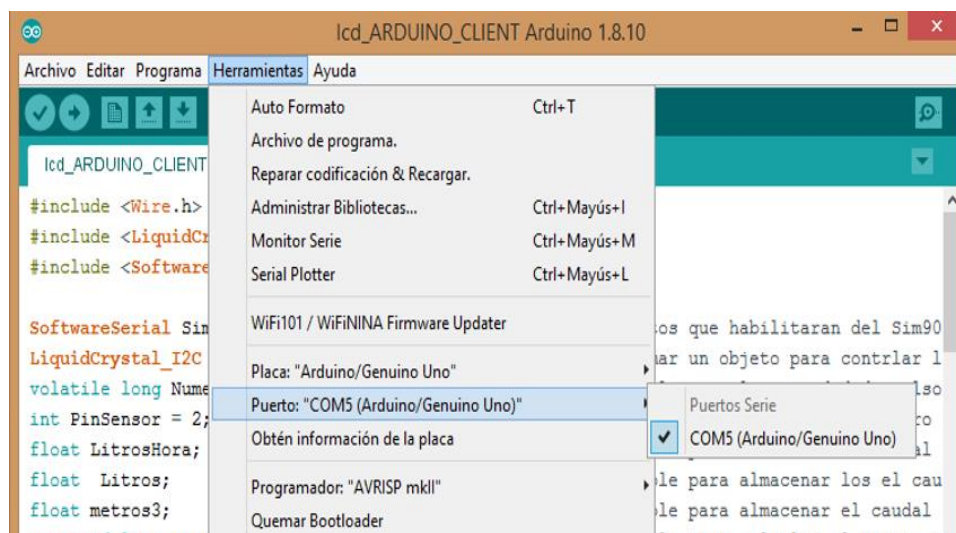 lcd_ARDUINO_CLIENT Arduino 1.8.10
Archivo Editar Programa Herramientas Ayuda
Auto Formato Ctrl+T
Archivo de programa.
lcd_ARDUINO_CLIENT
Reparar codificación & Recargar.
#include <Wire.h>
Administrar Bibliotecas... Ctrl+Mayús+I
#include <LiquidCr
Monitor Serie Ctrl+Mayús+M
#include <Software
Serial Plotter Ctrl+Mayús+L
WiFi101 / WiFiNINA Firmware Updater
SoftwareSerial Sim
os que habilitaran del Sim90
LiquidCrystal_I2C
Placa: "Arduino/Genuino Uno"
ar un objeto para contrlar l
volatile long Nume
Puerto: "COM5 (Arduino/Genuino Uno)"
Puertos Serie
lso
int PinSensor = 2;
Obtén información de la placa
COM5 (Arduino/Genuino Uno)
ro
float LitrosHora;
al
float Litros;
Programador: "AVRISP mkII"
le para almacenar los el cau
float metros3;
Quemar Bootloader
le para almacenar el caudal